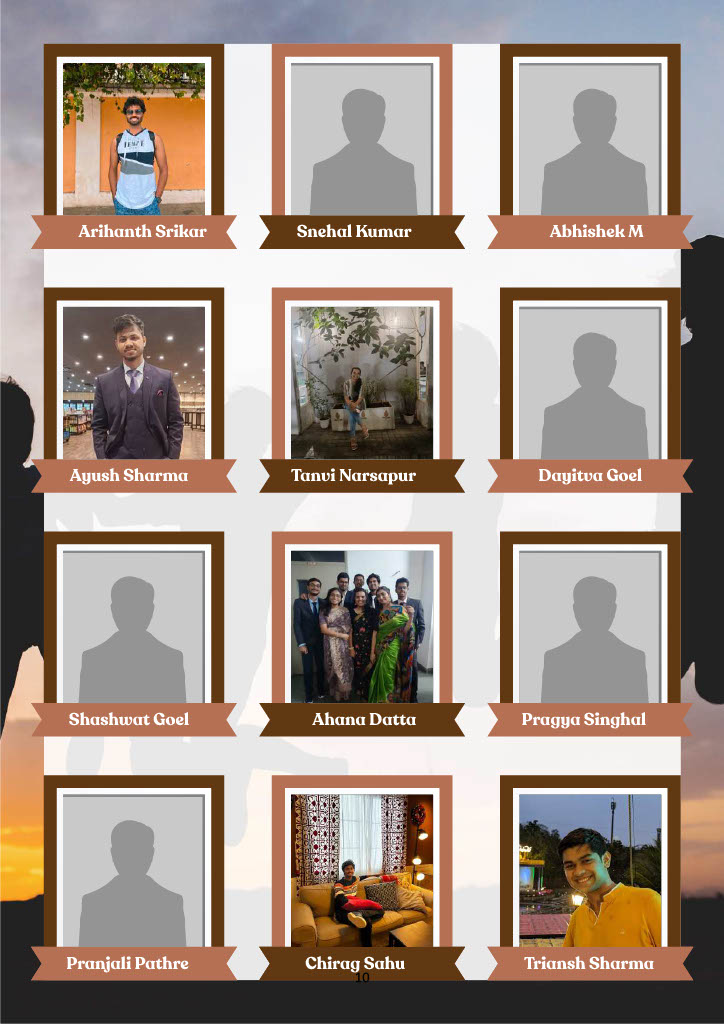 Arihanth Srikar
Snehal Kumar
Abhishek M
Ayush Sharma
Tanvi Narsapur
Dayitva Goel
Shashwat Goel
Ahana Datta
Pragya Singhal
Pranjali Pathre
Chirag Sahu
Triansh Sharma
10